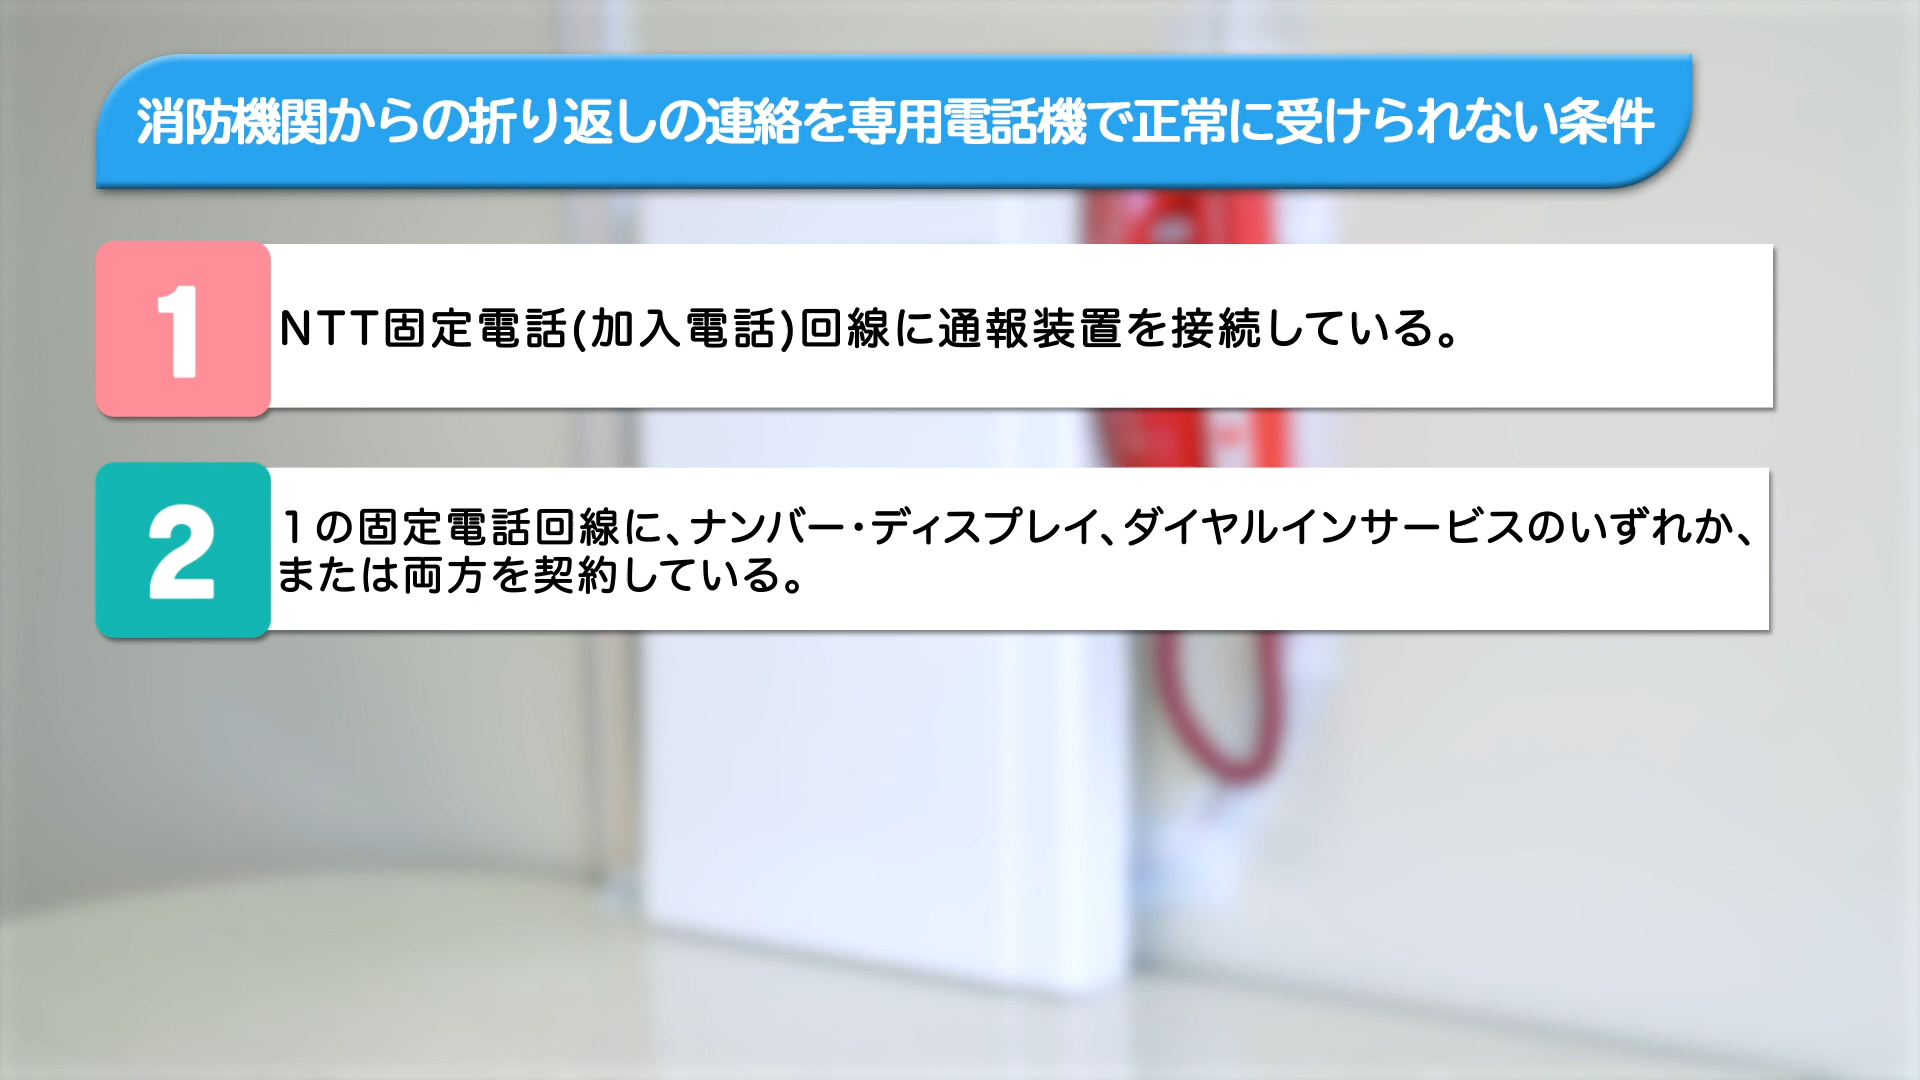 消防機関からの折り返しの連絡を専用電話機で正常に受けられない条件
1
NTT固定電話(加入電話)回線に通報装置を接続している。
2
１の固定電話回線に、ナンバー・ディスプレイ、ダイヤルインサービスのいずれか、
または両方を契約している。